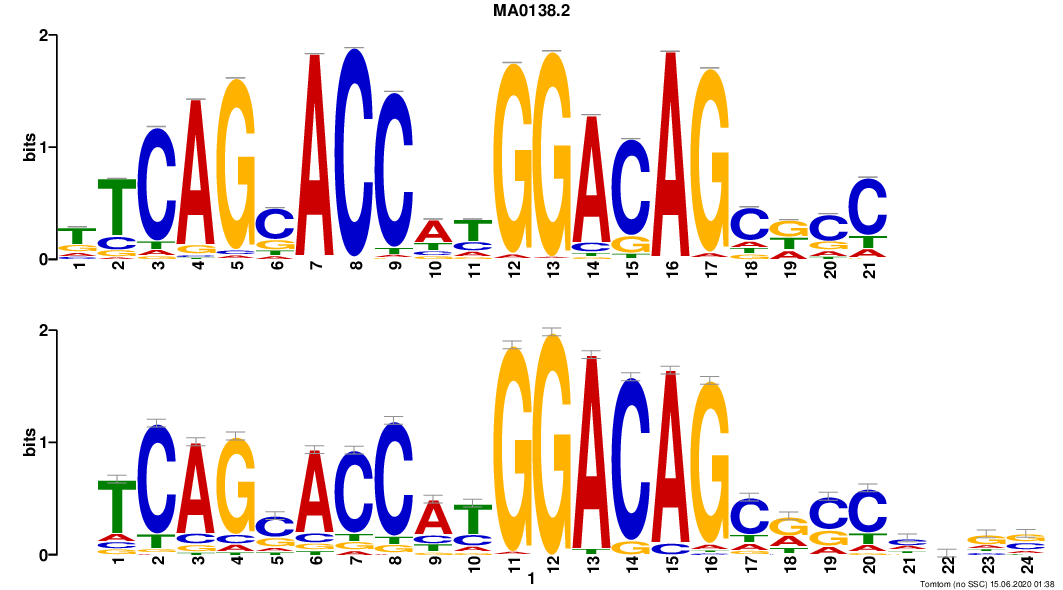 MA0138.2
2
bits
1
0
TTCAGCACCATGGACAGCGCC
1 2 3 4 5 6 7 8 9 10 11 12 13 14 15 16 17 18 19 20 21
2
bits
1
0
TCAGCACCATGGACAGCGCC
1 2 3 4 5 6 7 8 9 10 11 12 13 14 15 16 17 18 19 20 21 22 23 24
1
Tomtom (no SSC) 15.06.2020 01:38